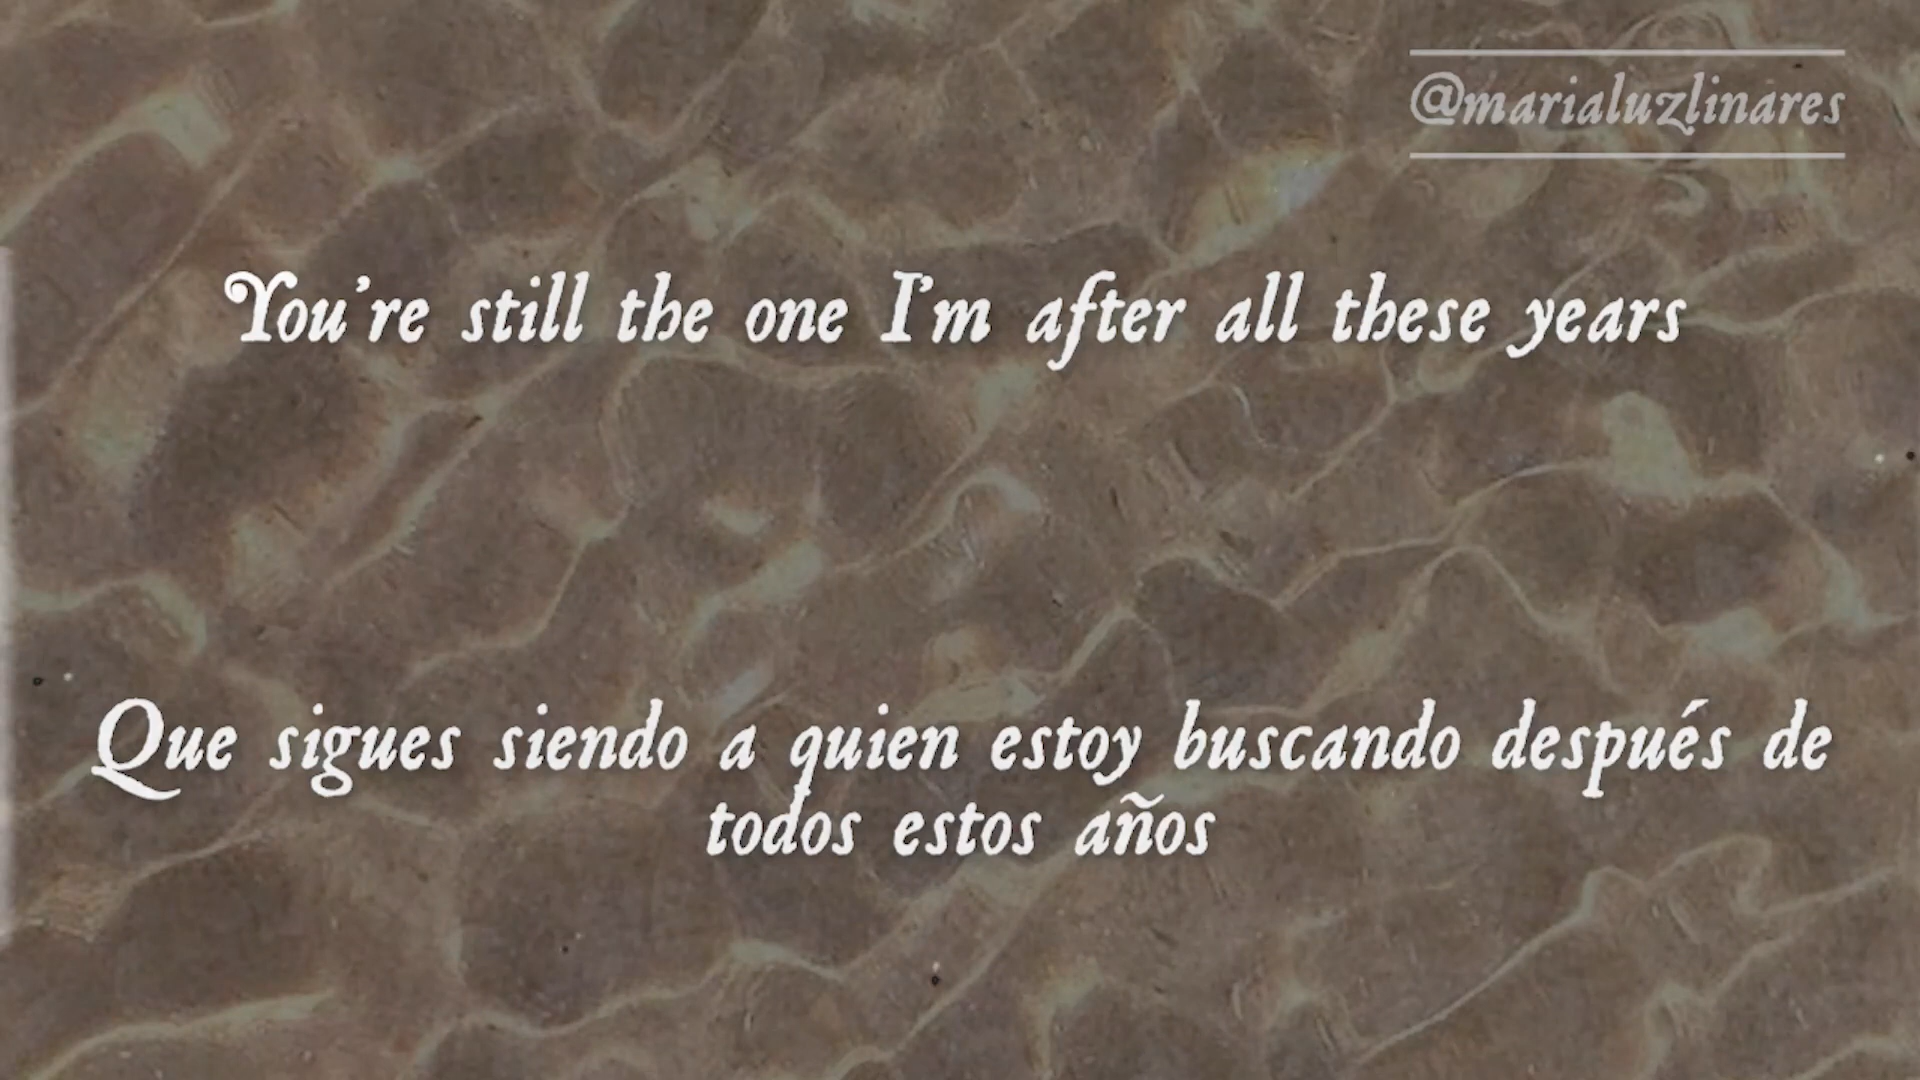 @marialuzlinares
You're still the one I'm after all these years
Que sigues siendo a quien estoy buscando después de
todos estos años